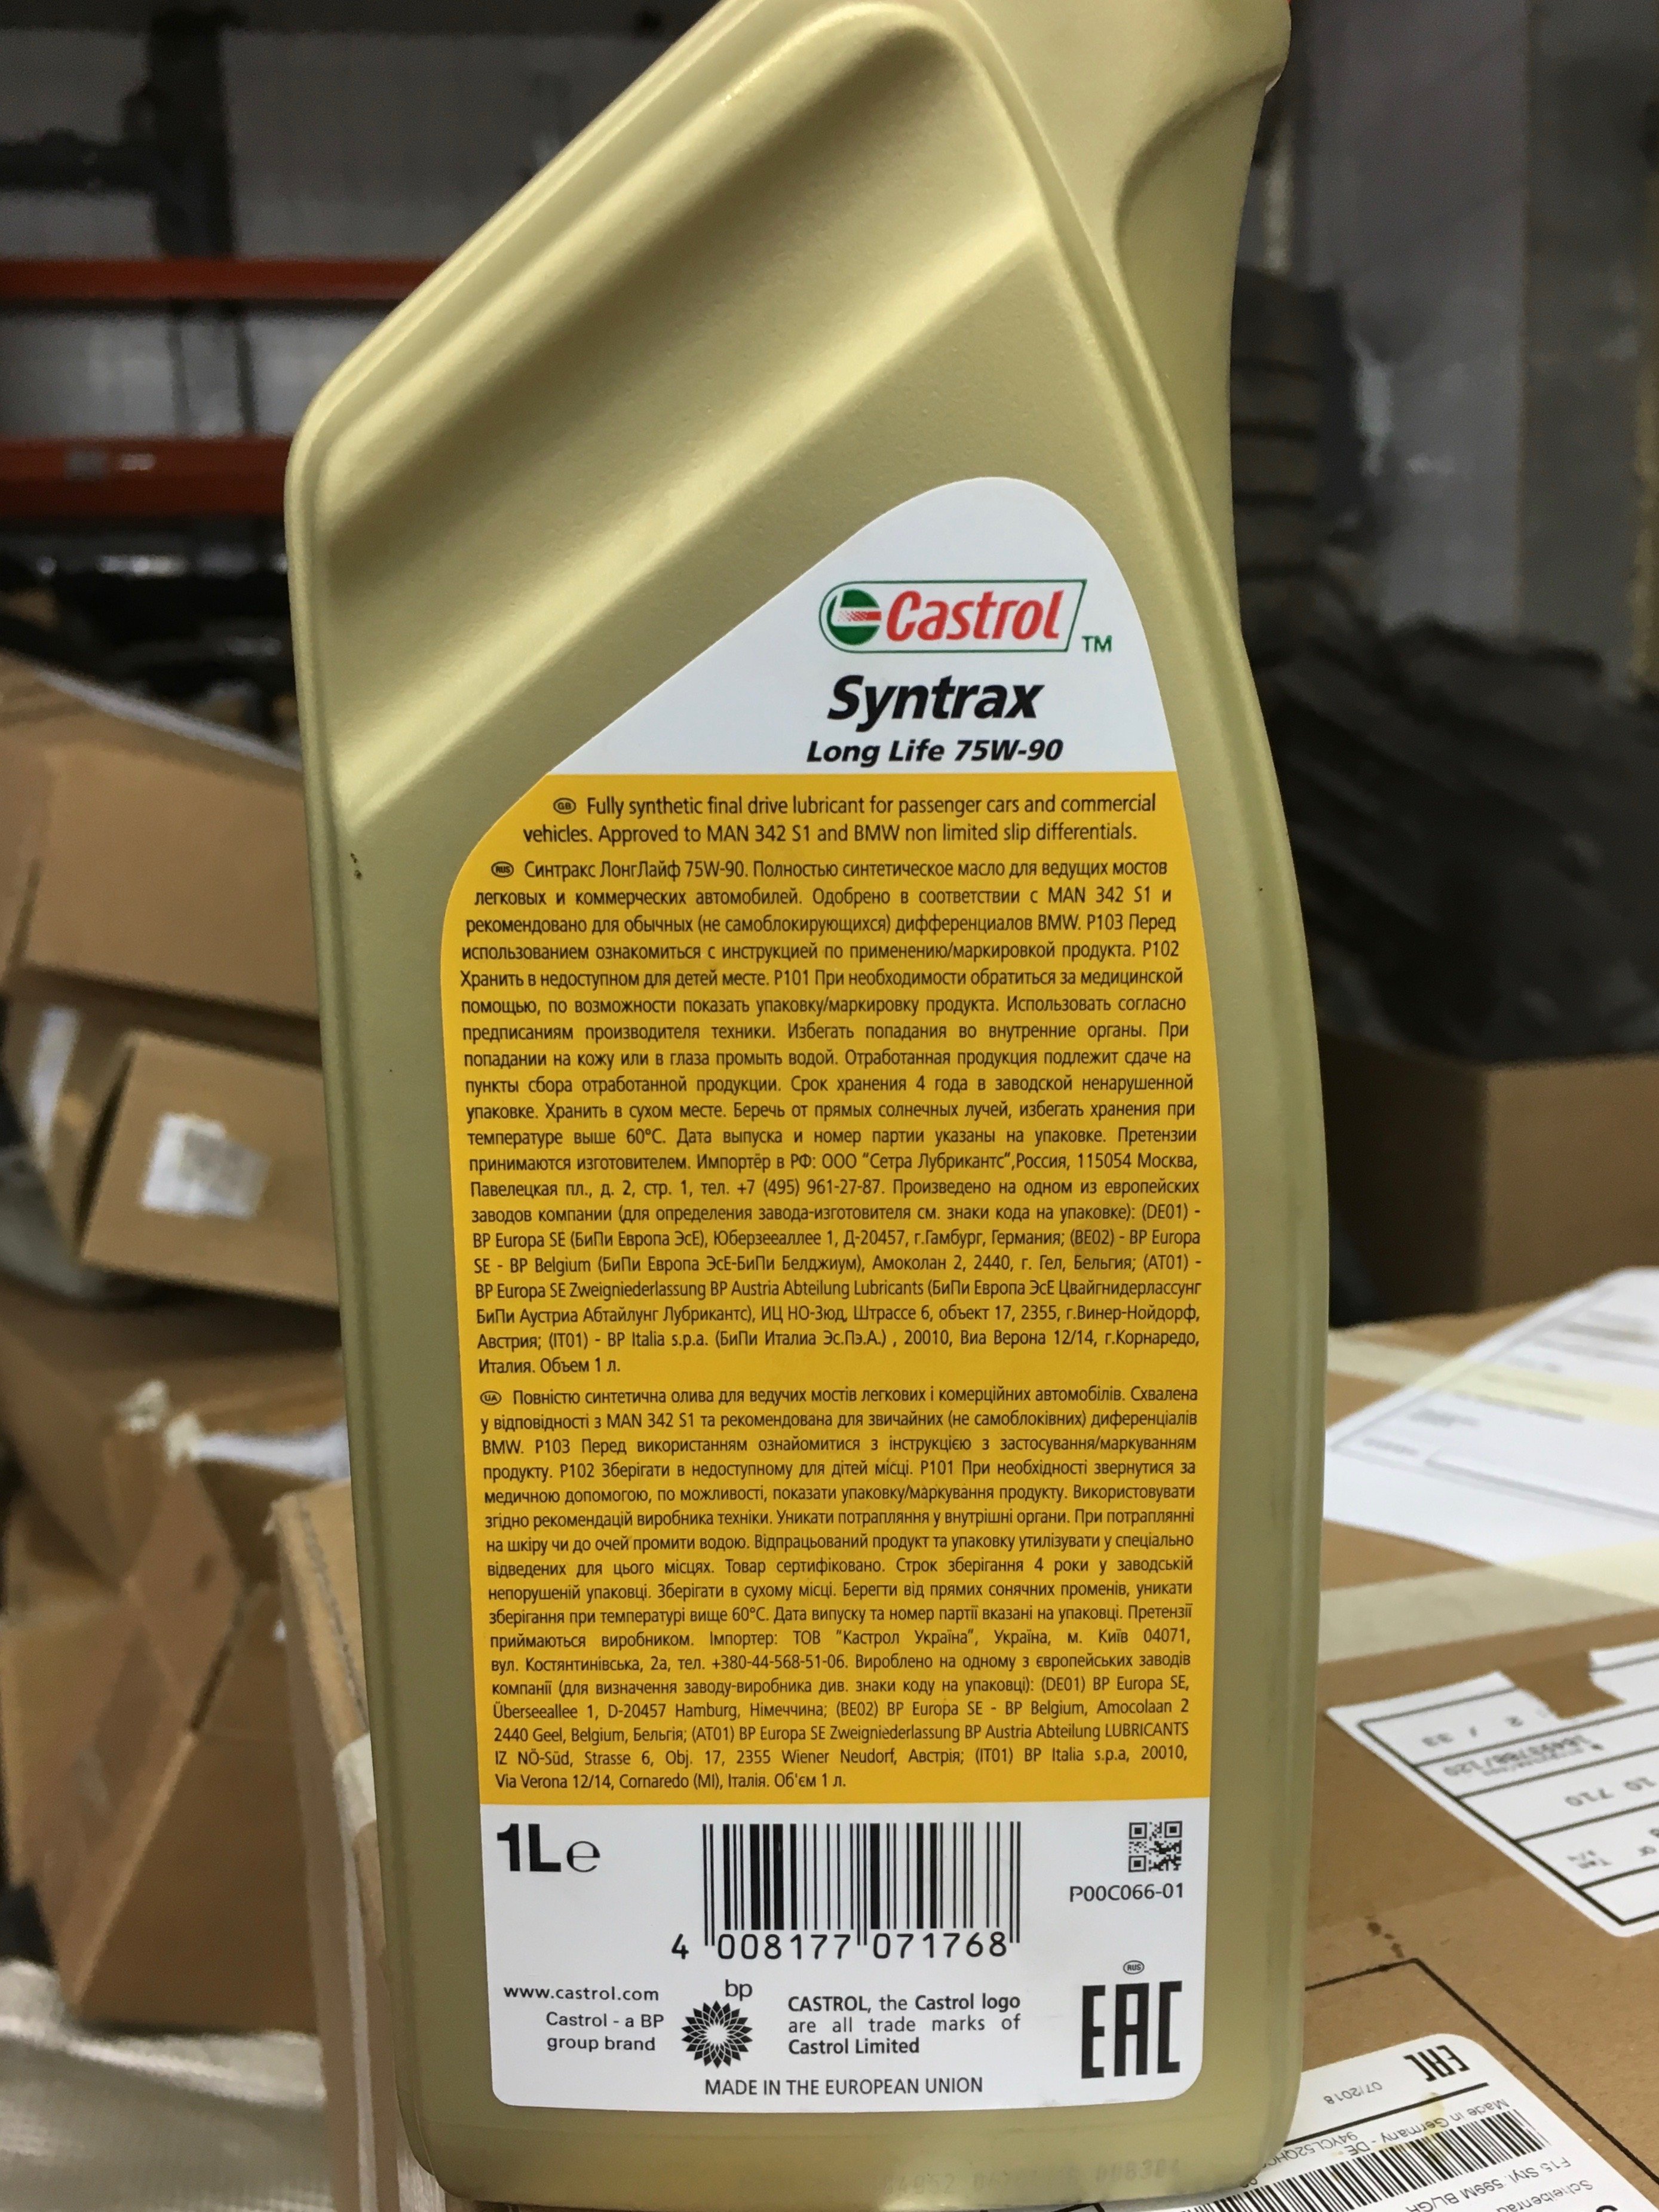 Castrol
TM
Syntrax
Long Life 75W-90
GB Fully synthetic final drive lubricant for passenger cars and commercial
vehicles. Approved to MAN 342 S1 and BMW non limited slip differentials.
RUS Синтракс ЛонгЛайф 75W-90. Полностью синтетическое масло для ведущих мостов
легковых и коммерческих автомобилей. Одобрено в соответствии с MAN 342 S1 и
рекомендовано для обычных (не самоблокирующихся) дифференциалов BMW. P103 Перед
использованием ознакомиться с инструкцией по применению/маркировкой продукта. P102
Хранить в недоступном для детей месте. P101 При необходимости обратиться за медицинской
помощью, по возможности показать упаковку/маркировку продукта. Использовать согласно
предписаниям производителя техники. Избегать попадания во внутренние органы. При
попадании на кожу или в глаза промыть водой. Отработанная продукция подлежит сдаче на
пункты сбора отработанной продукции. Срок хранения 4 года в заводской ненарушенной
упаковке. Хранить в сухом месте. Беречь от прямых солнечных лучей, избегать хранения при
температуре выше 60°C. Дата выпуска и номер партии указаны на упаковке. Претензии
принимаются изготовителем. Импортёр в РФ: ООО "Сетра Лубрикантс",Россия, 115054 Москва,
Павелецкая пл., д. 2, стр. 1, тел. +7 (495) 961-27-87. Произведено на одном из европейских
заводов компании (для определения завода-изготовителя см. знаки кода на упаковке): (DE01) -
BP Europa SE (БиПи Европа ЭсЕ), Юберзееаллее 1, Д-20457, г.Гамбург, Германия; (BE02) - BP Europa
SE - BP Belgium (БиПи Европа ЭсЕ-БиПи Белджиум), Амоколан 2, 2440, г. Гел, Бельгия; (AT01) -
BP Europa SE Zweigniederlassung BP Austria Abteilung Lubricants (БиПи Европа ЭсЕ Цвайгнидерлассунг
БиПи Аустриа Абтайлунг Лубрикантс), ИЦ НО-Зюд, Штрассе 6, объект 17, 2355, г.Винер-Нойдорф,
Австрия; (IT01) - BP Italia s.p.a. (БиПи Италиа Эс.Пэ.А.) , 20010, Виа Верона 12/14, г.Корнаредо,
Италия. Объем 1 л.
UA Повністю синтетична олива для ведучих мостів легкових і комерційних автомобілів. Схвалена
у відповідності з MAN 342 S1 та рекомендована для звичайних (не самоблоківних) диференціалів
BMW. P103 Перед використанням ознайомитися з інструкцією з застосування/маркуванням
продукту. P102 Зберігати в недоступному для дітей місці. P101 При необхідності звернутися за
медичною допомогою, по можливості, показати упаковку/маркування продукту. Використовувати
згідно рекомендацій виробника техніки. Уникати потрапляння у внутрішні органи. При потраплянні
на шкіру чи до очей промити водою. Відпрацьований продукт та упаковку утилізувати у спеціально
відведених для цього місцях. Товар сертифіковано. Строк зберігання 4 роки у заводській
непорушеній упаковці. Зберігати в сухому місці. Берегти від прямих сонячних променів, уникати
зберігання при температурі вище 60°C. Дата випуску та номер партії вказані на упаковці. Претензії
приймаються виробником. Імпортер: ТОВ "Кастрол Україна", Україна, м. Київ 04071,
вул. Костянтинівська, 2а, тел. +380-44-568-51-06. Вироблено на одному з європейських заводів
компанії (для визначення заводу-виробника див. знаки коду на упаковці): (DE01) BP Europa SE,
Überseeallee 1, D-20457 Hamburg, Німеччина; (BE02) BP Europa SE - BP Belgium, Amocolaan 2
2440 Geel, Belgium, Бельгія; (AT01) BP Europa SE Zweigniederlassung BP Austria Abteilung LUBRICANTS
IZ NÖ-Süd, Strasse 6, Obj. 17, 2355 Wiener Neudorf, Австрія; (IT01) BP Italia s.p.a, 20010,
Via Verona 12/14, Cornaredo (MI), Італія. Об'єм 1 л.
1L e
4 008177 071768
P00C066-01
www.castrol.com
Castrol - a BP
group brand
bp
CASTROL, the Castrol logo
are all trade marks of
Castrol Limited
RUS
EAC
MADE IN THE EUROPEAN UNION
2 / 33
10 710
EAC
07/2018
Made in Germany - DE -
F15 Styl. 599M BL/GR